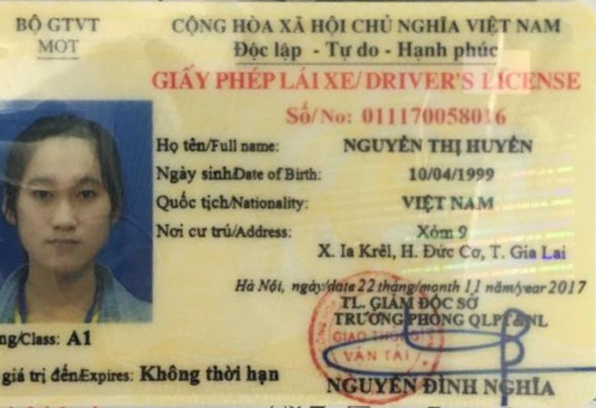 BỘ GTVT
MOT
CỘNG HÒA XÃ HỘI CHỦ NGHĨA VIỆT NAM
Độc lập - Tự do - Hạnh phúc
GIẤY PHÉP LÁI XE/DRIVER'S LICENSE
Số/No: 011170058016
Họ tên/Full name: NGUYỄN THỊ HUYỀN
Ngày sinh/Date of Birth: 10/04/1999
Quốc tịch/Nationality: VIỆT NAM
Nơi cư trú/Address: Xóm 9
X. Ia Krêl, H. Đức Cơ, T. Gia Lai
Hà Nội, ngày/date 22 tháng/month 11 năm/year 2017
TL. GIÁM ĐỐC SỞ
TRƯỞNG PHÒNG QLPT&NL
GIAO THÔNG
VẬN TẢI
ng/Class: A1
giá trị đến/Expires: Không thời hạn
NGUYỄN ĐÌNH NGHĨA